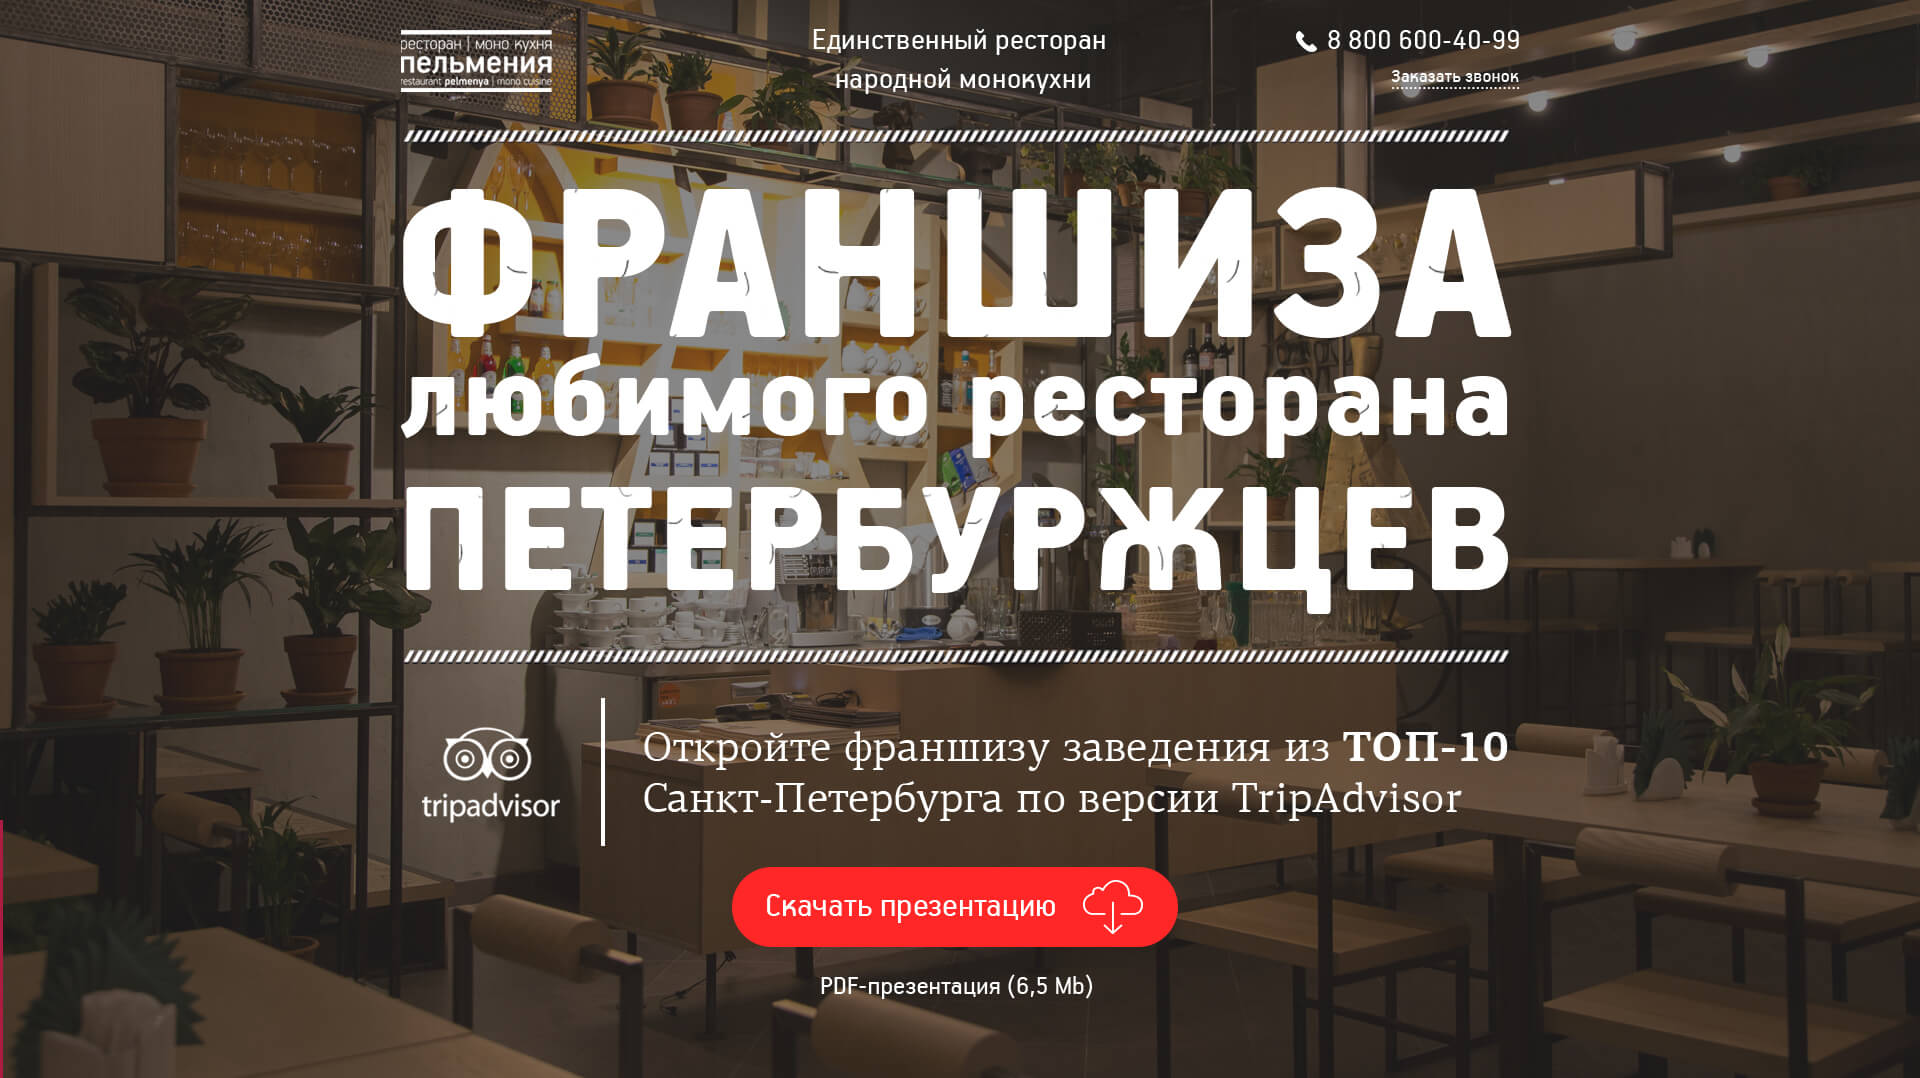 ресторан | моно кухня
пельмения
restaurant pelmenya | mono cuisine
Единственный ресторан
народной монокухни
8 800 600-40-99
Заказать звонок
ФРАНШИЗА
любимого ресторана
ПЕТЕРБУРЖЦЕВ
tripadvisor
Откройте франшизу заведения из ТОП-10
Санкт-Петербурга по версии TripAdvisor
Скачать презентацию
PDF-презентация (6,5 Mb)